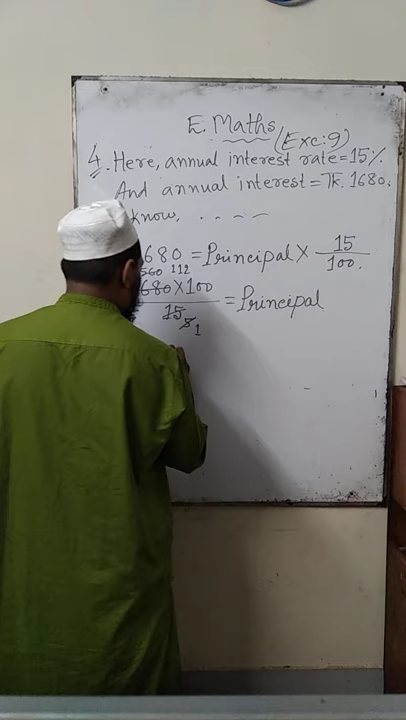 E. Maths (Exc:9)
4. Here, annual interest rate = 15%.
And annual interest = Tk. 1680.
know, . . . .
680 = Principal × 15/100.
560 112
680 × 100 / 15 = Principal
5 1